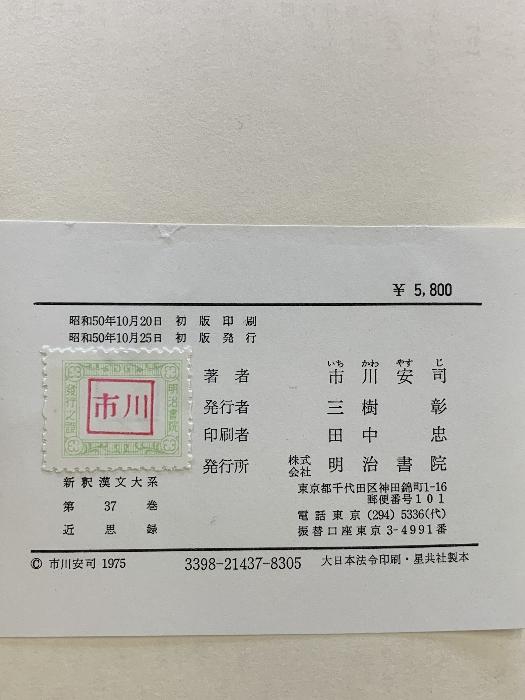 ¥ 5,800
昭和50年10月20日 初版印刷
昭和50年10月25日 初版発行
いち かわ やす じ
著者 市川安司
発行者 三樹彰
印刷者 田中忠
発行所 株式会社 明治書院
東京都千代田区神田錦町1-16
郵便番号101
電話東京(294)5336(代)
振替口座東京3-4991番
明治書院
市川
發行之證
新釈漢文大系
第37巻
近思録
© 市川安司 1975
3398-21437-8305
大日本法令印刷・星共社製本